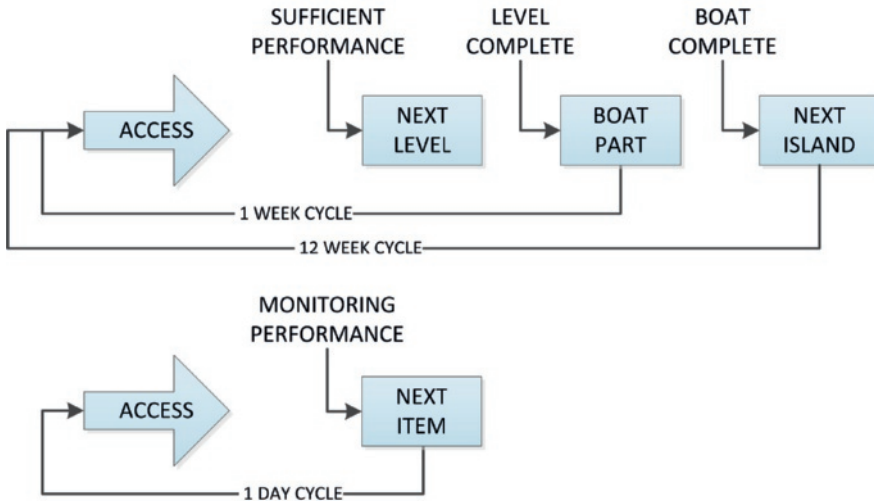 SUFFICIENT
PERFORMANCE
LEVEL
COMPLETE
BOAT
COMPLETE
ACCESS
NEXT
LEVEL
BOAT
PART
NEXT
ISLAND
1 WEEK CYCLE
12 WEEK CYCLE
MONITORING
PERFORMANCE
ACCESS
NEXT
ITEM
1 DAY CYCLE